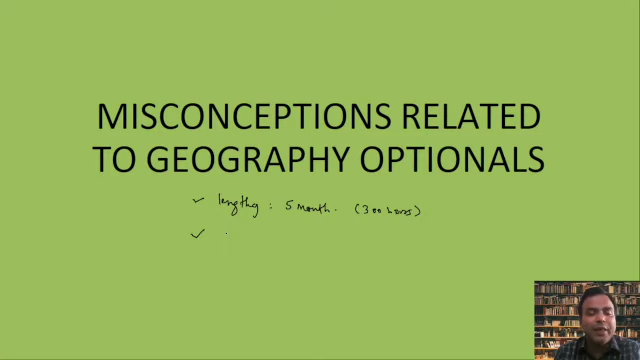 MISCONCEPTIONS RELATED
TO GEOGRAPHY OPTIONALS
✓ lengthy : 5 month. (300 hours)
✓